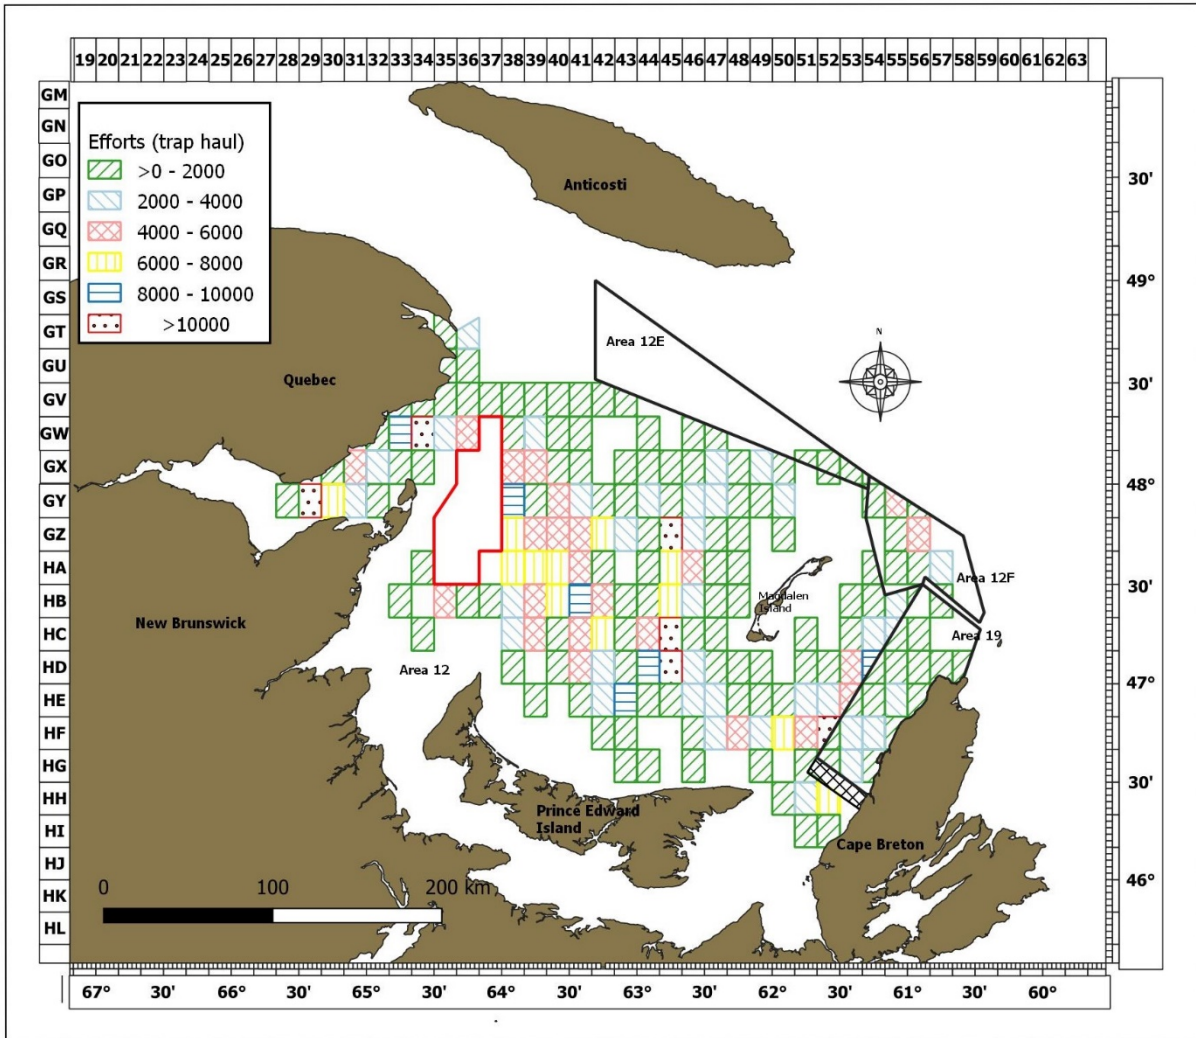 19 20 21 22 23 24 25 26 27 28 29 30 31 32 33 34 35 36 37 38 39 40 41 42 43 44 45 46 47 48 49 50 51 52 53 54 55 56 57 58 59 60 61 62 63
GM
GN
GO
GP
GQ
GR
GS
GT
GU
GV
GW
GX
GY
GZ
HA
HB
HC
HD
HE
HF
HG
HH
HI
HJ
HK
HL
Efforts (trap haul)
>0 - 2000
2000 - 4000
4000 - 6000
6000 - 8000
8000 - 10000
>10000
Anticosti
Area 12E
N
Quebec
Area 12F
Magdalen
Island
New Brunswick
Area 19
Area 12
Prince Edward
Island
Cape Breton
0 100 200 km
30'
49°
30'
48°
30'
47°
30'
46°
67° 30' 66° 30' 65° 30' 64° 30' 63° 30' 62° 30' 61° 30' 60°